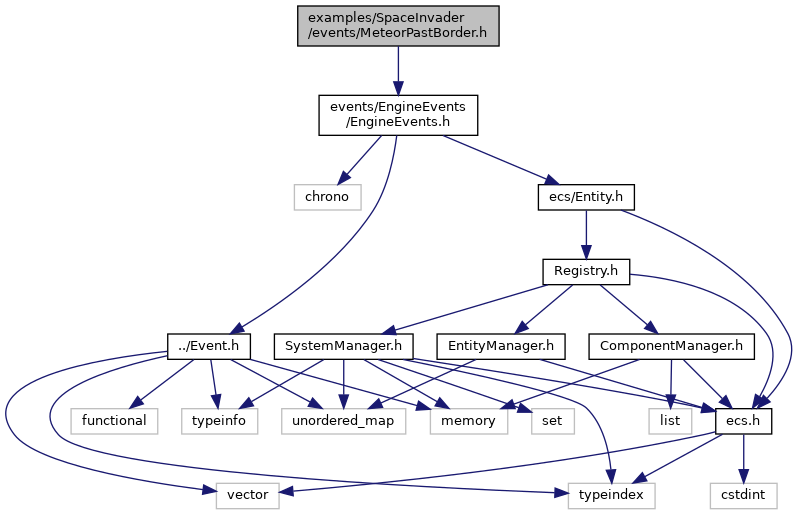 examples/SpaceInvader
/events/MeteorPastBorder.h
events/EngineEvents
/EngineEvents.h
chrono
ecs/Entity.h
Registry.h
../Event.h
SystemManager.h
EntityManager.h
ComponentManager.h
functional
typeinfo
unordered_map
memory
set
list
ecs.h
vector
typeindex
cstdint